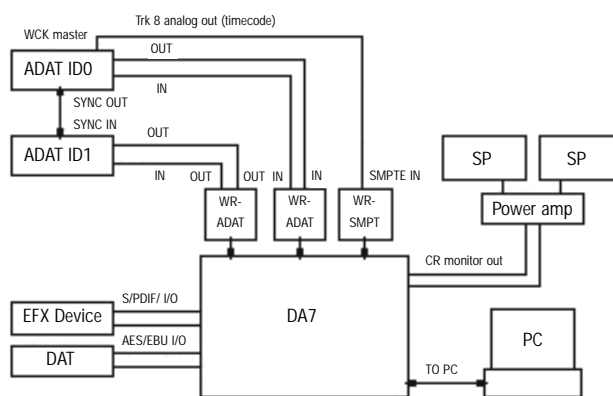 Trk 8 analog out (timecode)
WCK master
OUT
ADAT ID0
IN
SYNC OUT
SYNC IN
OUT
ADAT ID1
IN
OUT
OUT
IN
IN
SMPTE IN
SP
SP
WR-
ADAT
WR-
ADAT
WR-
SMPT
Power amp
CR monitor out
S/PDIF/ I/O
EFX Device
DA7
PC
AES/EBU I/O
DAT
TO PC